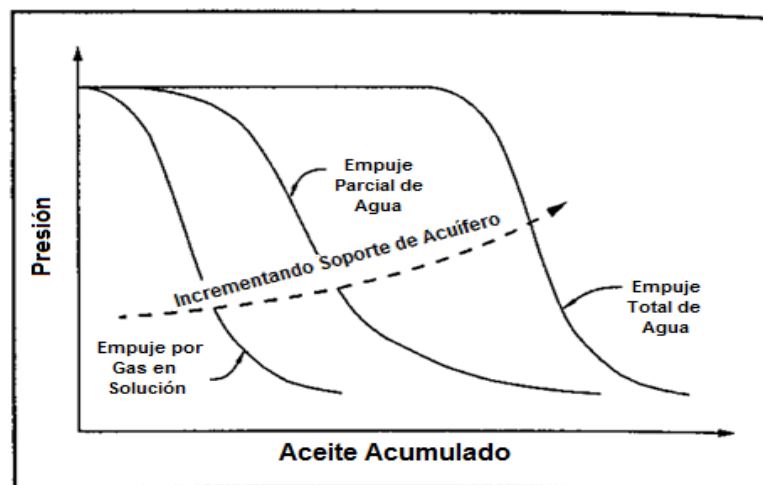 Presión
Empuje
Parcial de
Agua
Incrementando Soporte de Acuífero
Empuje
Total de
Agua
Empuje por
Gas en
Solución
Aceite Acumulado